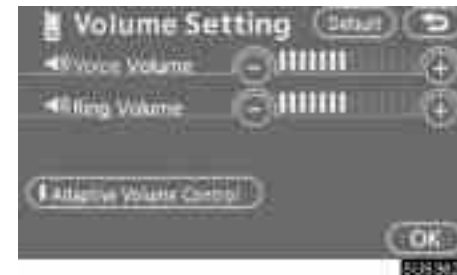 Volume Setting Default
Voice Volume - +
Ring Volume - +
Adaptive Volume Control
OK